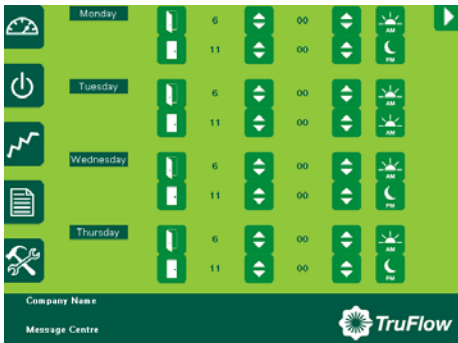 Monday
6 00 AM
11 00 PM
Tuesday
6 00 AM
11 00 AM
Wednesday
6 00 AM
11 00 PM
Thursday
6 00 AM
11 00 PM
Company Name
Message Centre
TruFlow